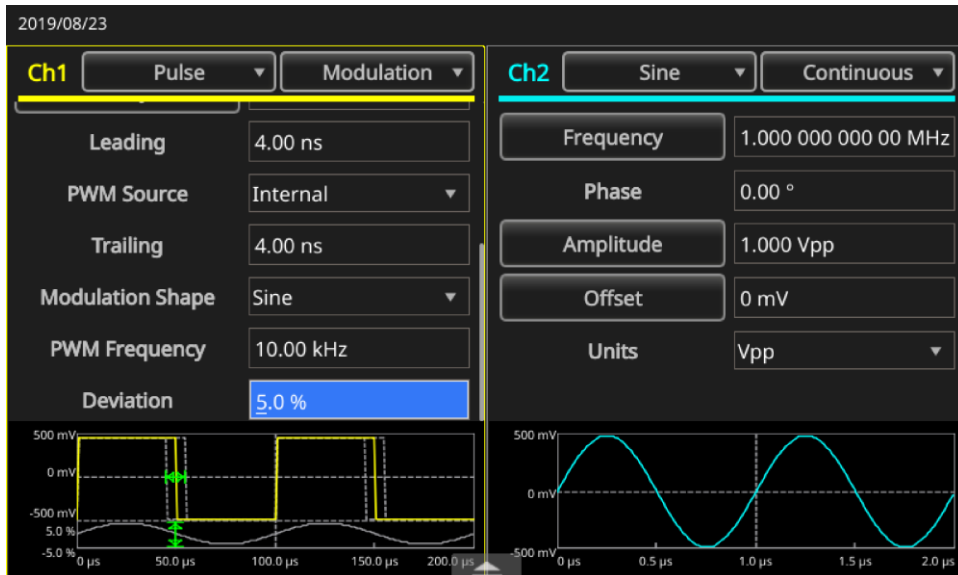 2019/08/23
Ch1 Pulse Modulation
Leading 4.00 ns
PWM Source Internal
Trailing 4.00 ns
Modulation Shape Sine
PWM Frequency 10.00 kHz
Deviation 5.0 %
500 mV
0 mV
-500 mV
5.0 %
-5.0 %
0 µs 50.0 µs 100.0 µs 150.0 µs 200.0 µs
Ch2 Sine Continuous
Frequency 1.000 000 000 00 MHz
Phase 0.00 °
Amplitude 1.000 Vpp
Offset 0 mV
Units Vpp
500 mV
0 mV
-500 mV
0 µs 0.5 µs 1.0 µs 1.5 µs 2.0 µs